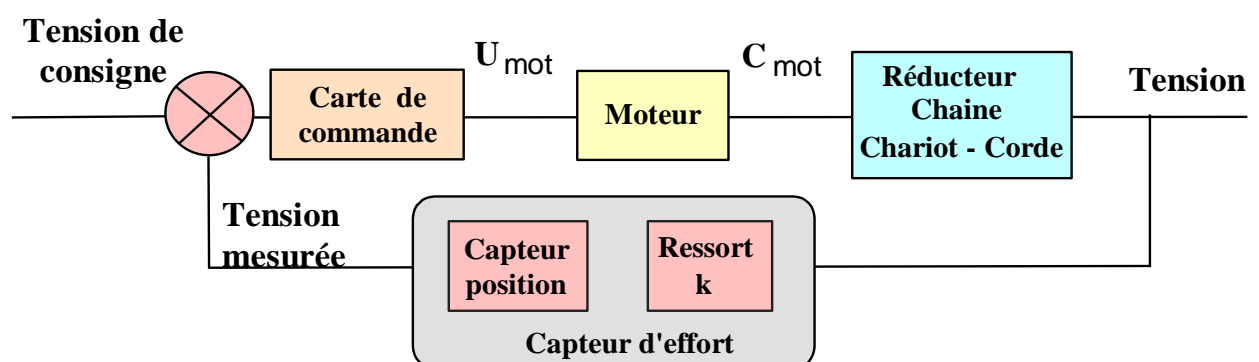 Tension de
consigne
Carte de
commande
U mot
Moteur
C mot
Réducteur
Chaine
Chariot - Corde
Tension
Tension
mesurée
Capteur
position
Ressort
k
Capteur d'effort